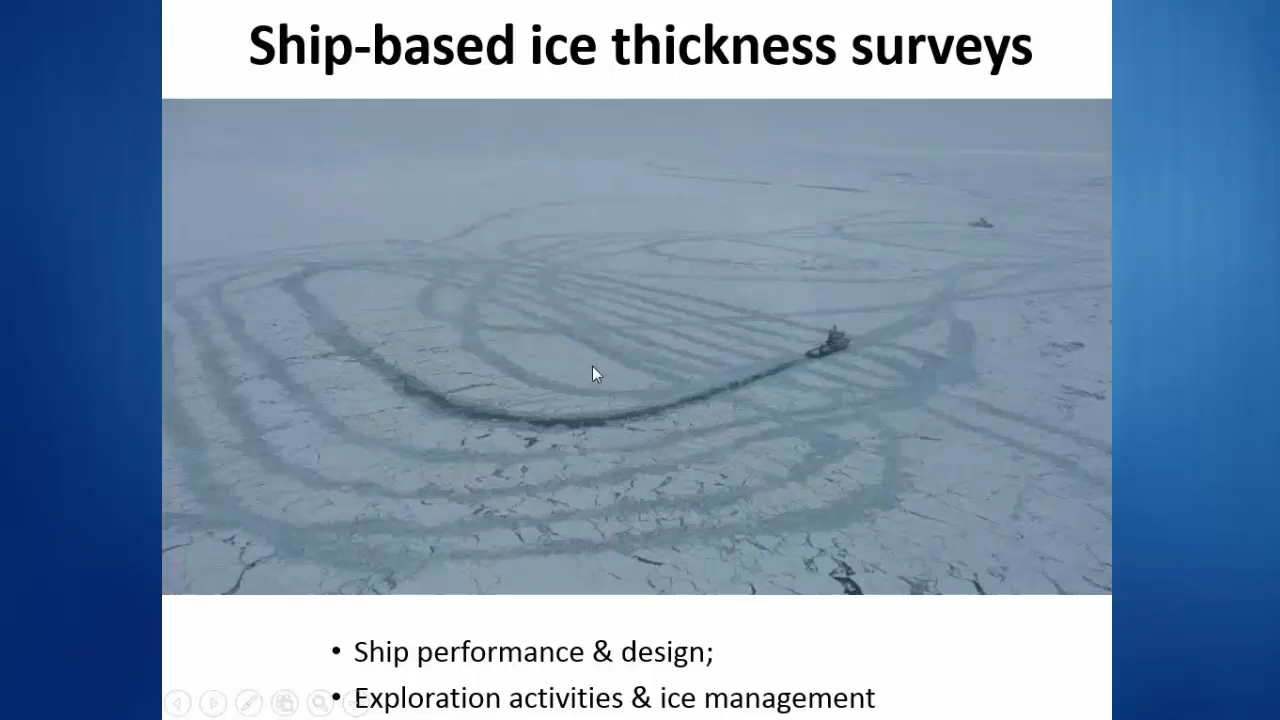 Ship-based ice thickness surveys
• Ship performance & design;
• Exploration activities & ice management